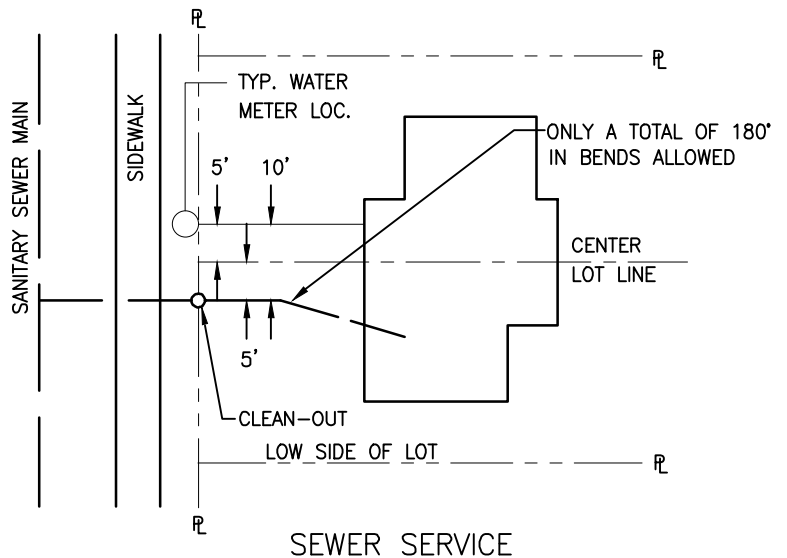 PL
PL
TYP. WATER
METER LOC.
SANITARY SEWER MAIN
SIDEWALK
ONLY A TOTAL OF 180°
IN BENDS ALLOWED
5'
10'
CENTER
LOT LINE
5'
CLEAN-OUT
LOW SIDE OF LOT
PL
PL
SEWER SERVICE